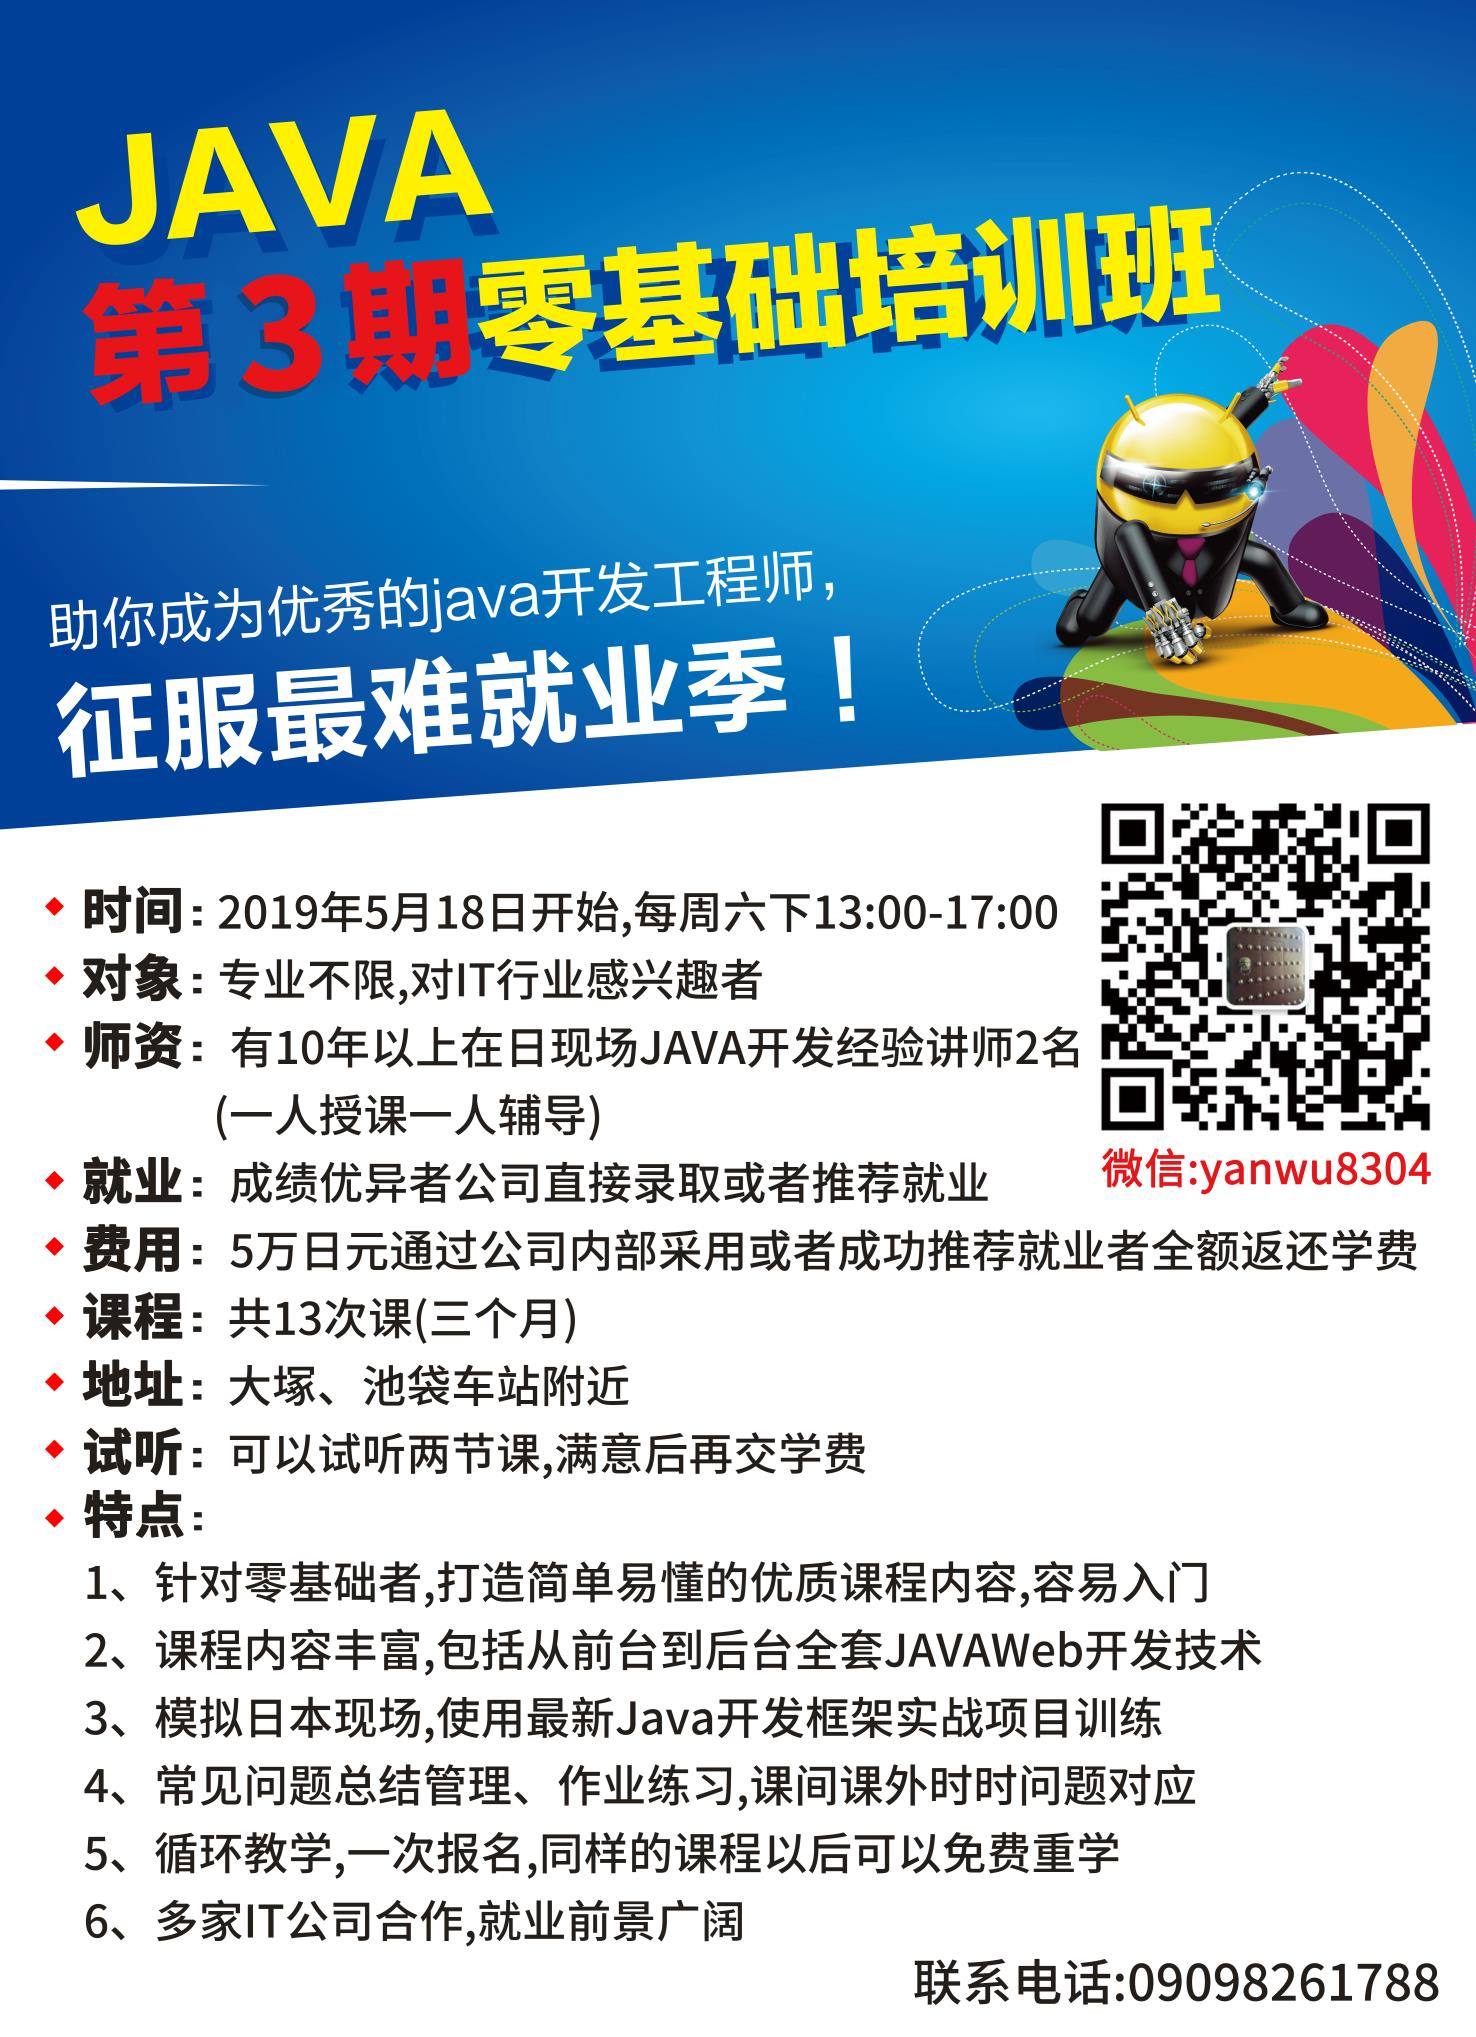 JAVA
第3期零基础培训班
助你成为优秀的java开发工程师，
征服最难就业季！
时间：2019年5月18日开始,每周六下13:00-17:00
对象：专业不限,对IT行业感兴趣者
师资：有10年以上在日现场JAVA开发经验讲师2名
(一人授课一人辅导)
就业：成绩优异者公司直接录取或者推荐就业
微信:yanwu8304
费用：5万日元通过公司内部采用或者成功推荐就业者全额返还学费
课程：共13次课(三个月)
地址：大塚、池袋车站附近
试听：可以试听两节课,满意后再交学费
特点：
1、针对零基础者,打造简单易懂的优质课程内容,容易入门
2、课程内容丰富,包括从前台到后台全套JAVAWeb开发技术
3、模拟日本现场,使用最新Java开发框架实战项目训练
4、常见问题总结管理、作业练习,课间课外时时问题对应
5、循环教学,一次报名,同样的课程以后可以免费重学
6、多家IT公司合作,就业前景广阔
联系电话:09098261788